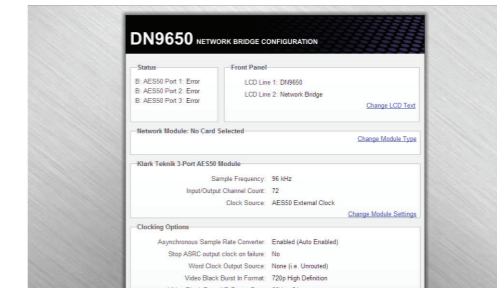 DN9650 NETWORK BRIDGE CONFIGURATION
Status
B: AES50 Port 1: Error
B: AES50 Port 2: Error
B: AES50 Port 3: Error
Front Panel
LCD Line 1: DN9650
LCD Line 2: Network Bridge
Change LCD Text
Network Module: No Card Selected
Change Module Type
Klark Teknik 3-Port AES50 Module
Sample Frequency: 96 kHz
Input/Output Channel Count: 72
Clock Source: AES50 External Clock
Change Module Settings
Clocking Options
Asynchronous Sample Rate Converter: Enabled (Auto Enabled)
Stop ASRC output clock on failure: No
Word Clock Output Source: None (i.e. Unrouted)
Video Black Burst In Format: 720p High Definition